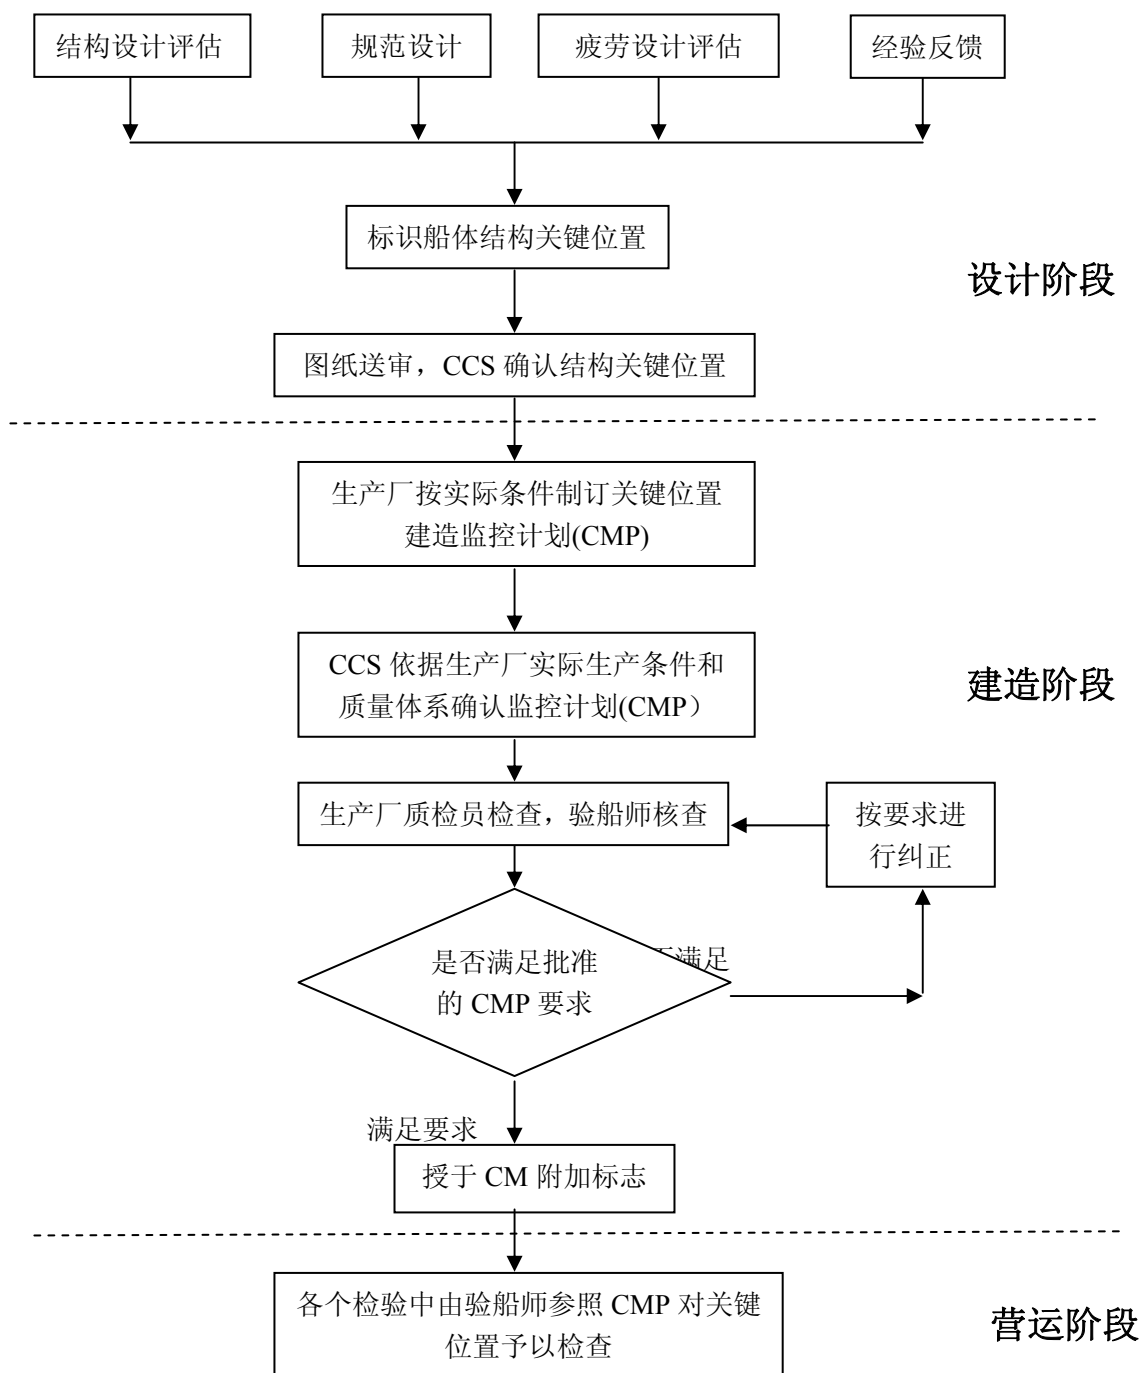 结构设计评估
规范设计
疲劳设计评估
经验反馈
标识船体结构关键位置
设计阶段
图纸送审，CCS 确认结构关键位置
生产厂按实际条件制订关键位置
建造监控计划(CMP)
CCS 依据生产厂实际生产条件和
质量体系确认监控计划(CMP）
建造阶段
生产厂质检员检查，验船师核查
按要求进
行纠正
是否满足批准
的 CMP 要求
满足
满足要求
授于 CM 附加标志
各个检验中由验船师参照 CMP 对关键
位置予以检查
营运阶段